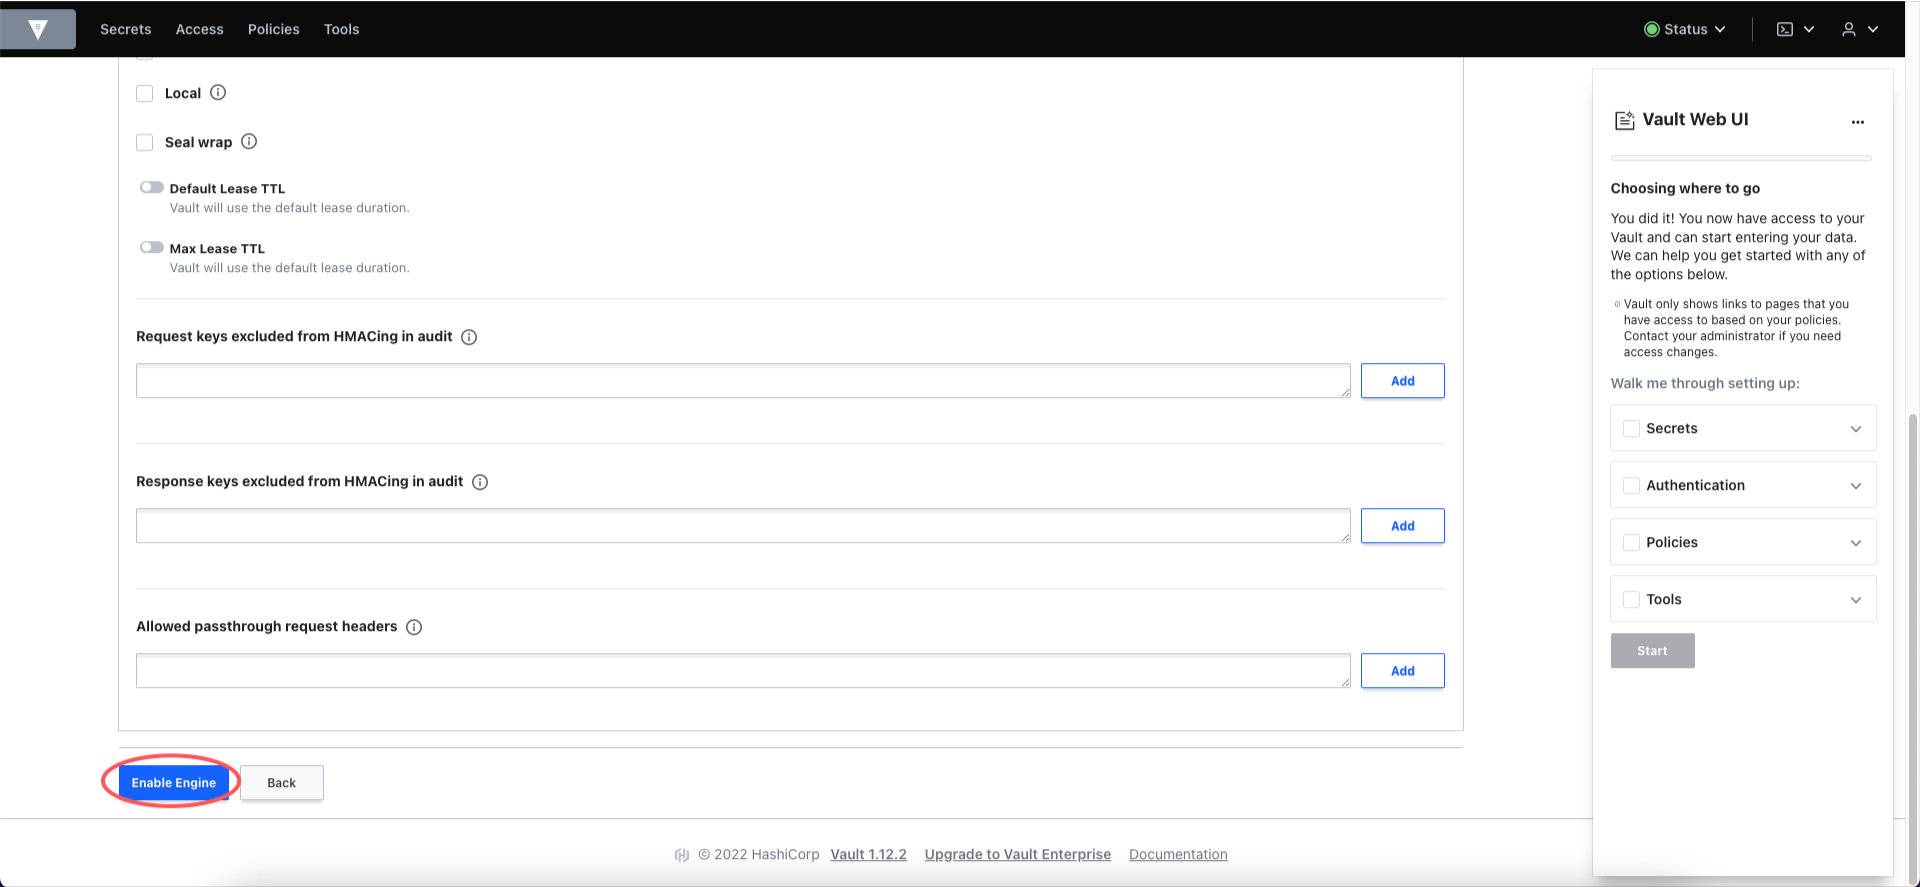 Secrets Access Policies Tools Status
Local
Seal wrap
Default Lease TTL
Vault will use the default lease duration.
Max Lease TTL
Vault will use the default lease duration.
Request keys excluded from HMACing in audit
Add
Response keys excluded from HMACing in audit
Add
Allowed passthrough request headers
Add
Enable Engine Back
Vault Web UI
Choosing where to go
You did it! You now have access to your
Vault and can start entering your data.
We can help you get started with any of
the options below.
Vault only shows links to pages that you
have access to based on your policies.
Contact your administrator if you need
access changes.
Walk me through setting up:
Secrets
Authentication
Policies
Tools
Start
© 2022 HashiCorp Vault 1.12.2 Upgrade to Vault Enterprise Documentation